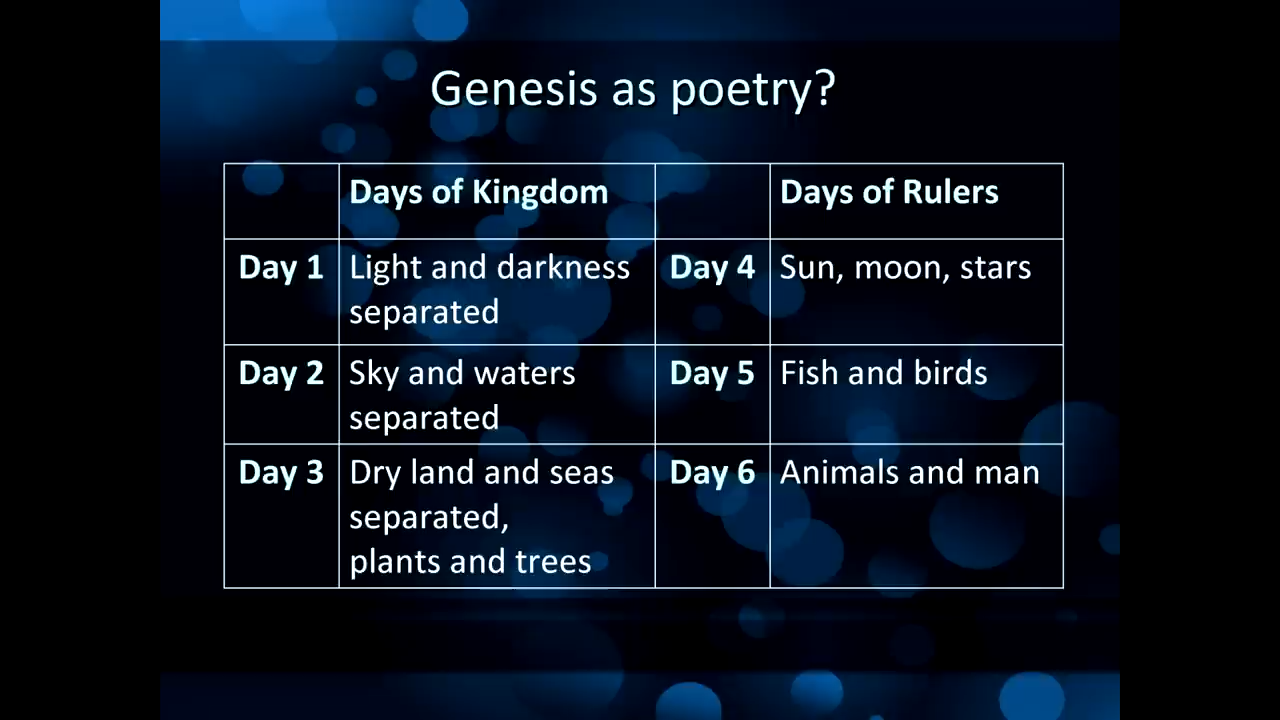 Genesis as poetry?
Days of Kingdom
Days of Rulers
Day 1
Light and darkness
separated
Day 4
Sun, moon, stars
Day 2
Sky and waters
separated
Day 5
Fish and birds
Day 3
Dry land and seas
separated,
plants and trees
Day 6
Animals and man